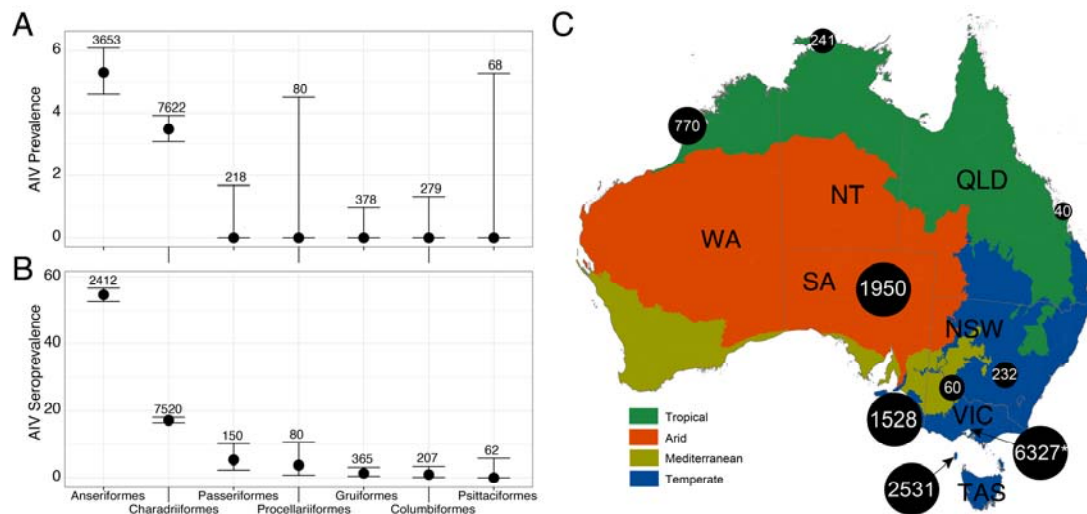 A
AIV Prevalence
6
4
2
0
3653
7622
218
80
378
279
68
B
AIV Seroprevalence
60
40
20
0
2412
7520
150
80
365
207
62
Anseriformes
Charadriiformes
Passeriformes
Procellariiformes
Gruiformes
Columbiformes
Psittaciformes
C
241
770
QLD
NT
40
WA
SA
1950
NSW
232
60
1528
VIC
6327*
2531
TAS
Tropical
Arid
Mediterranean
Temperate